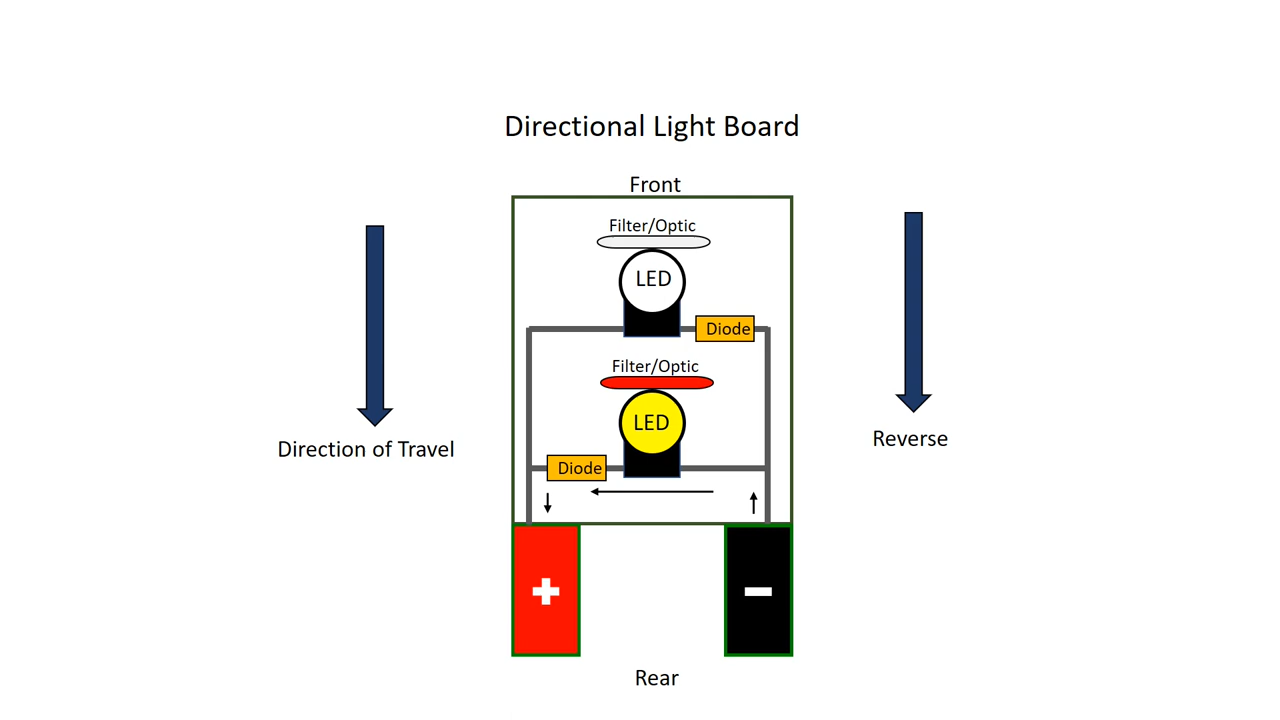 Directional Light Board
Front
Filter/Optic
LED
Diode
Filter/Optic
LED
Diode
Direction of Travel
Reverse
+
−
Rear